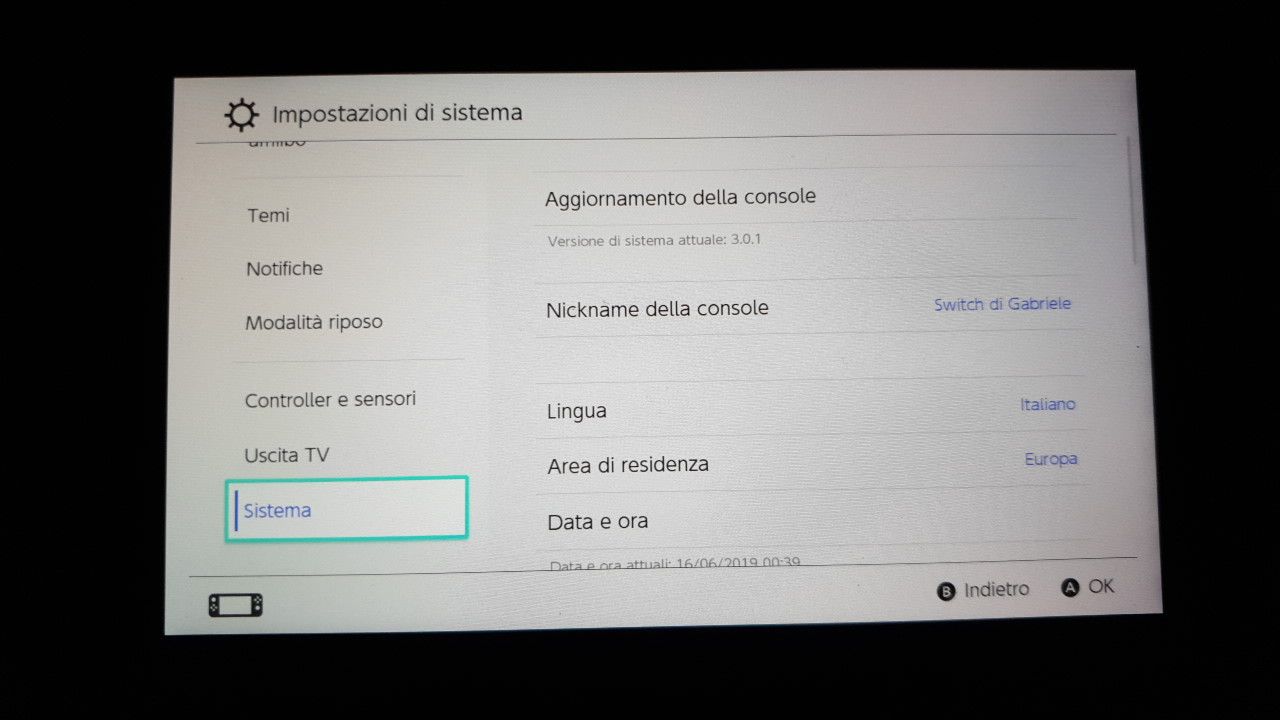 Impostazioni di sistema
amiibo
Temi
Notifiche
Modalità riposo
Controller e sensori
Uscita TV
Sistema
Aggiornamento della console
Versione di sistema attuale: 3.0.1
Nickname della console
Switch di Gabriele
Lingua
Italiano
Area di residenza
Europa
Data e ora
Data e ora attuali: 16/06/2019 00:39
B Indietro
A OK